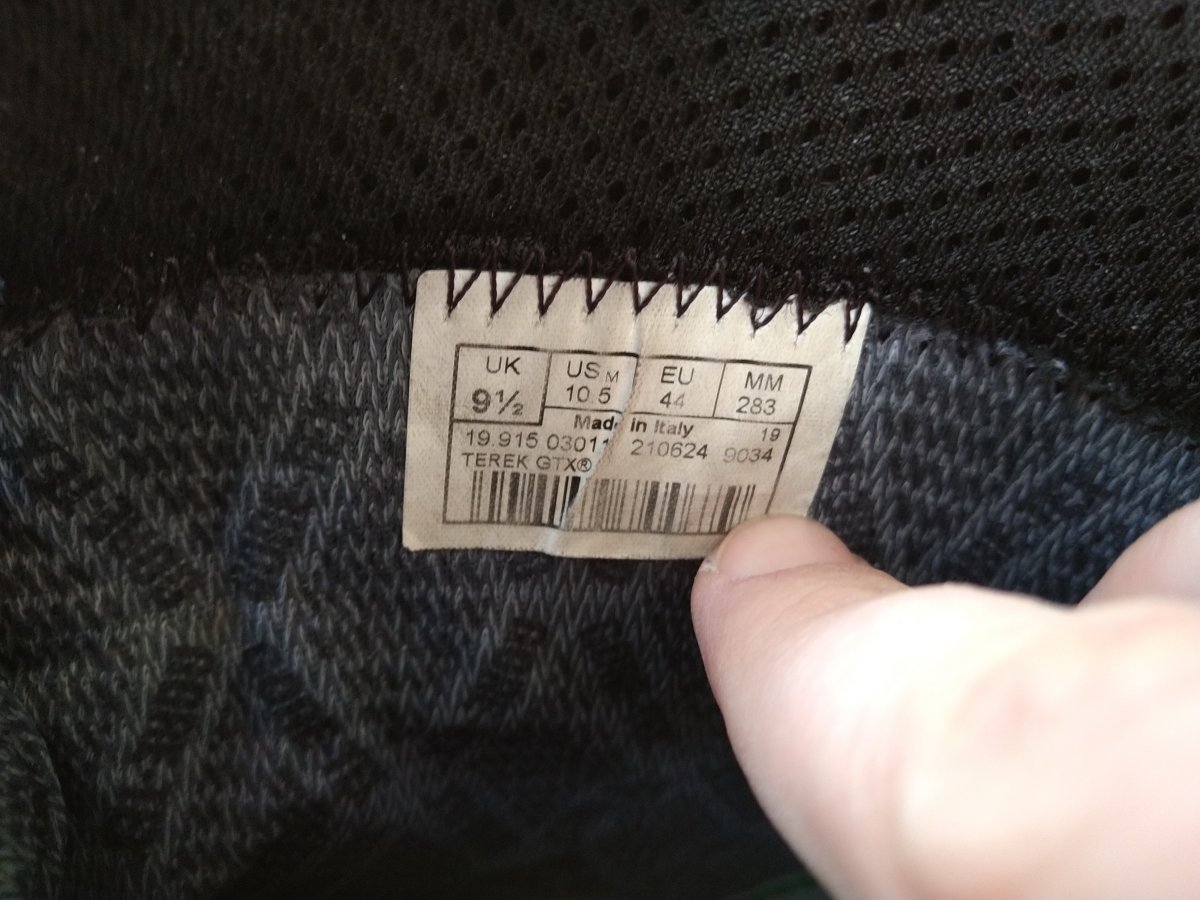 UK US M EU MM
9½ 10.5 44 283
Made in Italy 19
19.915 03011 210624 9034
TEREK GTX®